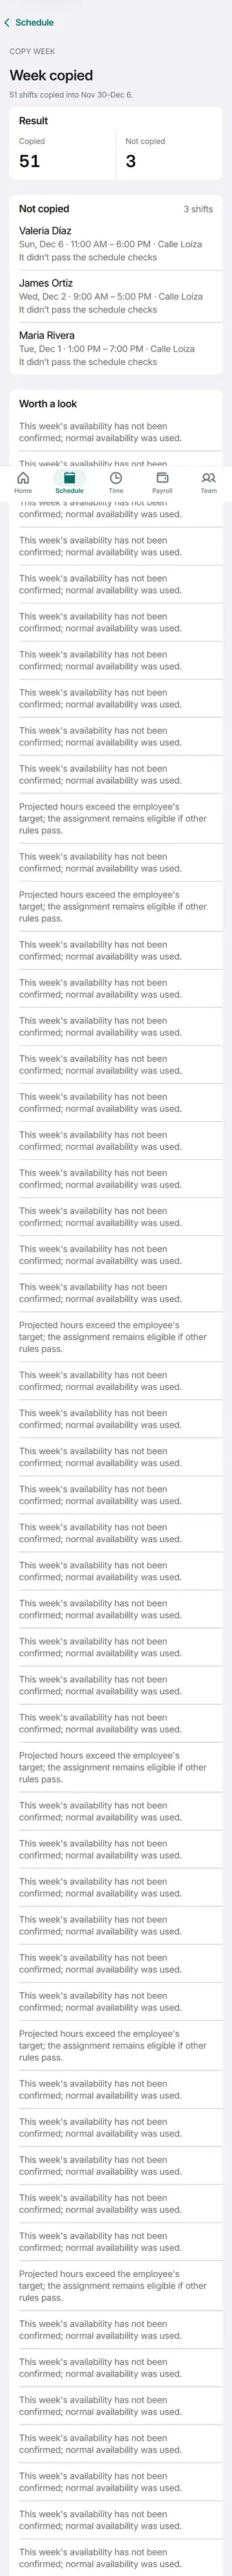 Schedule
COPY WEEK
Week copied
51 shifts copied into Nov 30–Dec 6.
Result
Copied
Not copied
51
3
Not copied
3 shifts
Valeria Díaz
Sun, Dec 6 · 11:00 AM – 6:00 PM · Calle Loíza
It didn't pass the schedule checks
James Ortiz
Wed, Dec 2 · 9:00 AM – 5:00 PM · Calle Loíza
It didn't pass the schedule checks
Maria Rivera
Tue, Dec 1 · 1:00 PM – 7:00 PM · Calle Loíza
It didn't pass the schedule checks
Worth a look
This week's availability has not been
confirmed; normal availability was used.
This week's availability has not been
Home
Schedule
Time
Payroll
Team
This week's availability has not been
confirmed; normal availability was used.
This week's availability has not been
confirmed; normal availability was used.
This week's availability has not been
confirmed; normal availability was used.
This week's availability has not been
confirmed; normal availability was used.
This week's availability has not been
confirmed; normal availability was used.
This week's availability has not been
confirmed; normal availability was used.
This week's availability has not been
confirmed; normal availability was used.
This week's availability has not been
confirmed; normal availability was used.
Projected hours exceed the employee's
target; the assignment remains eligible if other
rules pass.
This week's availability has not been
confirmed; normal availability was used.
Projected hours exceed the employee's
target; the assignment remains eligible if other
rules pass.
This week's availability has not been
confirmed; normal availability was used.
This week's availability has not been
confirmed; normal availability was used.
This week's availability has not been
confirmed; normal availability was used.
This week's availability has not been
confirmed; normal availability was used.
This week's availability has not been
confirmed; normal availability was used.
This week's availability has not been
confirmed; normal availability was used.
This week's availability has not been
confirmed; normal availability was used.
This week's availability has not been
confirmed; normal availability was used.
This week's availability has not been
confirmed; normal availability was used.
This week's availability has not been
confirmed; normal availability was used.
Projected hours exceed the employee's
target; the assignment remains eligible if other
rules pass.
This week's availability has not been
confirmed; normal availability was used.
This week's availability has not been
confirmed; normal availability was used.
This week's availability has not been
confirmed; normal availability was used.
This week's availability has not been
confirmed; normal availability was used.
This week's availability has not been
confirmed; normal availability was used.
This week's availability has not been
confirmed; normal availability was used.
This week's availability has not been
confirmed; normal availability was used.
This week's availability has not been
confirmed; normal availability was used.
This week's availability has not been
confirmed; normal availability was used.
This week's availability has not been
confirmed; normal availability was used.
Projected hours exceed the employee's
target; the assignment remains eligible if other
rules pass.
This week's availability has not been
confirmed; normal availability was used.
This week's availability has not been
confirmed; normal availability was used.
This week's availability has not been
confirmed; normal availability was used.
This week's availability has not been
confirmed; normal availability was used.
This week's availability has not been
confirmed; normal availability was used.
This week's availability has not been
confirmed; normal availability was used.
Projected hours exceed the employee's
target; the assignment remains eligible if other
rules pass.
This week's availability has not been
confirmed; normal availability was used.
This week's availability has not been
confirmed; normal availability was used.
This week's availability has not been
confirmed; normal availability was used.
This week's availability has not been
confirmed; normal availability was used.
This week's availability has not been
confirmed; normal availability was used.
Projected hours exceed the employee's
target; the assignment remains eligible if other
rules pass.
This week's availability has not been
confirmed; normal availability was used.
This week's availability has not been
confirmed; normal availability was used.
This week's availability has not been
confirmed; normal availability was used.
This week's availability has not been
confirmed; normal availability was used.
This week's availability has not been
confirmed; normal availability was used.
This week's availability has not been
confirmed; normal availability was used.
This week's availability has not been
confirmed; normal availability was used.